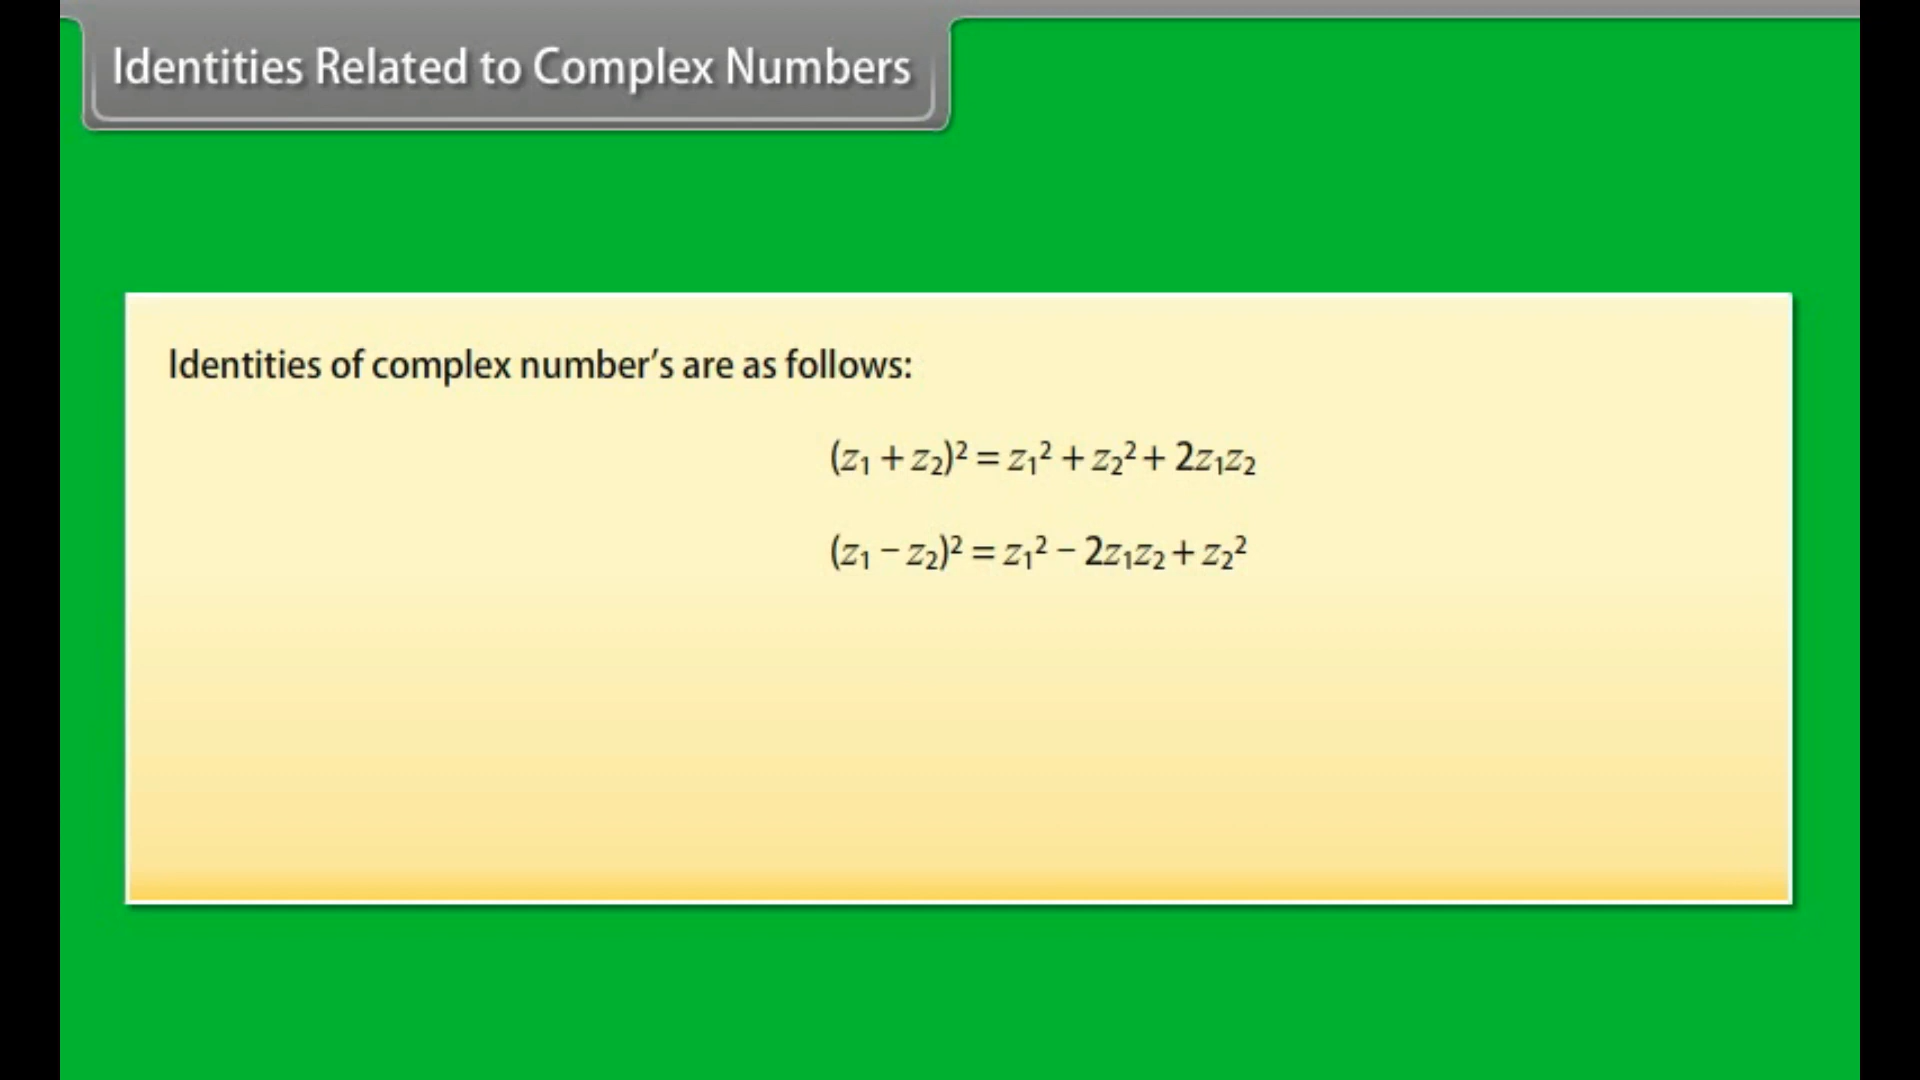 Identities Related to Complex Numbers
Identities of complex number’s are as follows:
(z₁ + z₂)² = z₁² + z₂² + 2z₁z₂
(z₁ − z₂)² = z₁² − 2z₁z₂ + z₂²